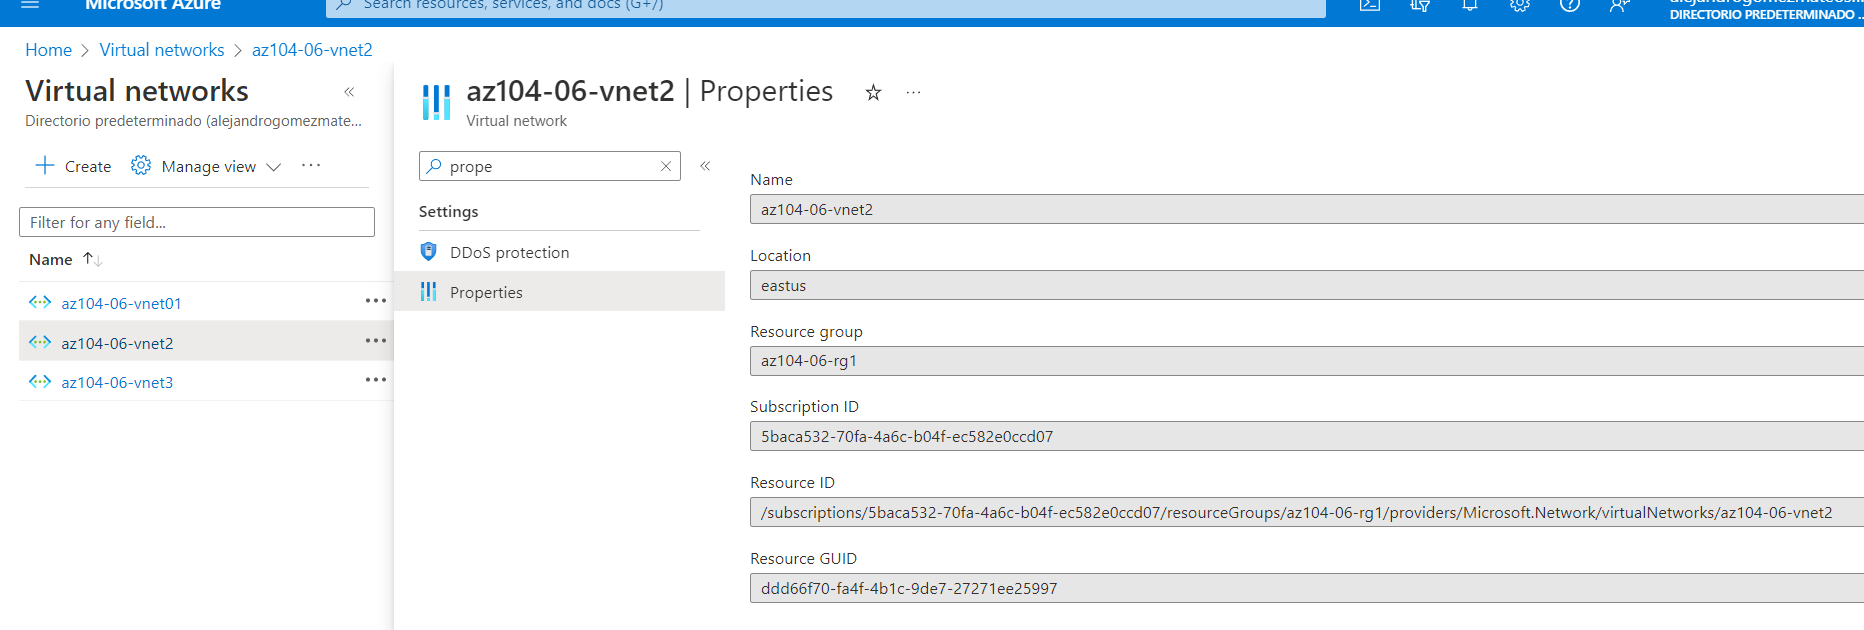 Microsoft Azure
Search resources, services, and docs (G+/)
DIRECTORIO PREDETERMINADO ...
Home > Virtual networks > az104-06-vnet2
Virtual networks
Directorio predeterminado (alejandrogomezmate...
Create
Manage view
Filter for any field...
Name
az104-06-vnet01
az104-06-vnet2
az104-06-vnet3
az104-06-vnet2 | Properties
Virtual network
prope
Settings
DDoS protection
Properties
Name
az104-06-vnet2
Location
eastus
Resource group
az104-06-rg1
Subscription ID
5baca532-70fa-4a6c-b04f-ec582e0ccd07
Resource ID
/subscriptions/5baca532-70fa-4a6c-b04f-ec582e0ccd07/resourceGroups/az104-06-rg1/providers/Microsoft.Network/virtualNetworks/az104-06-vnet2
Resource GUID
ddd66f70-fa4f-4b1c-9de7-27271ee25997